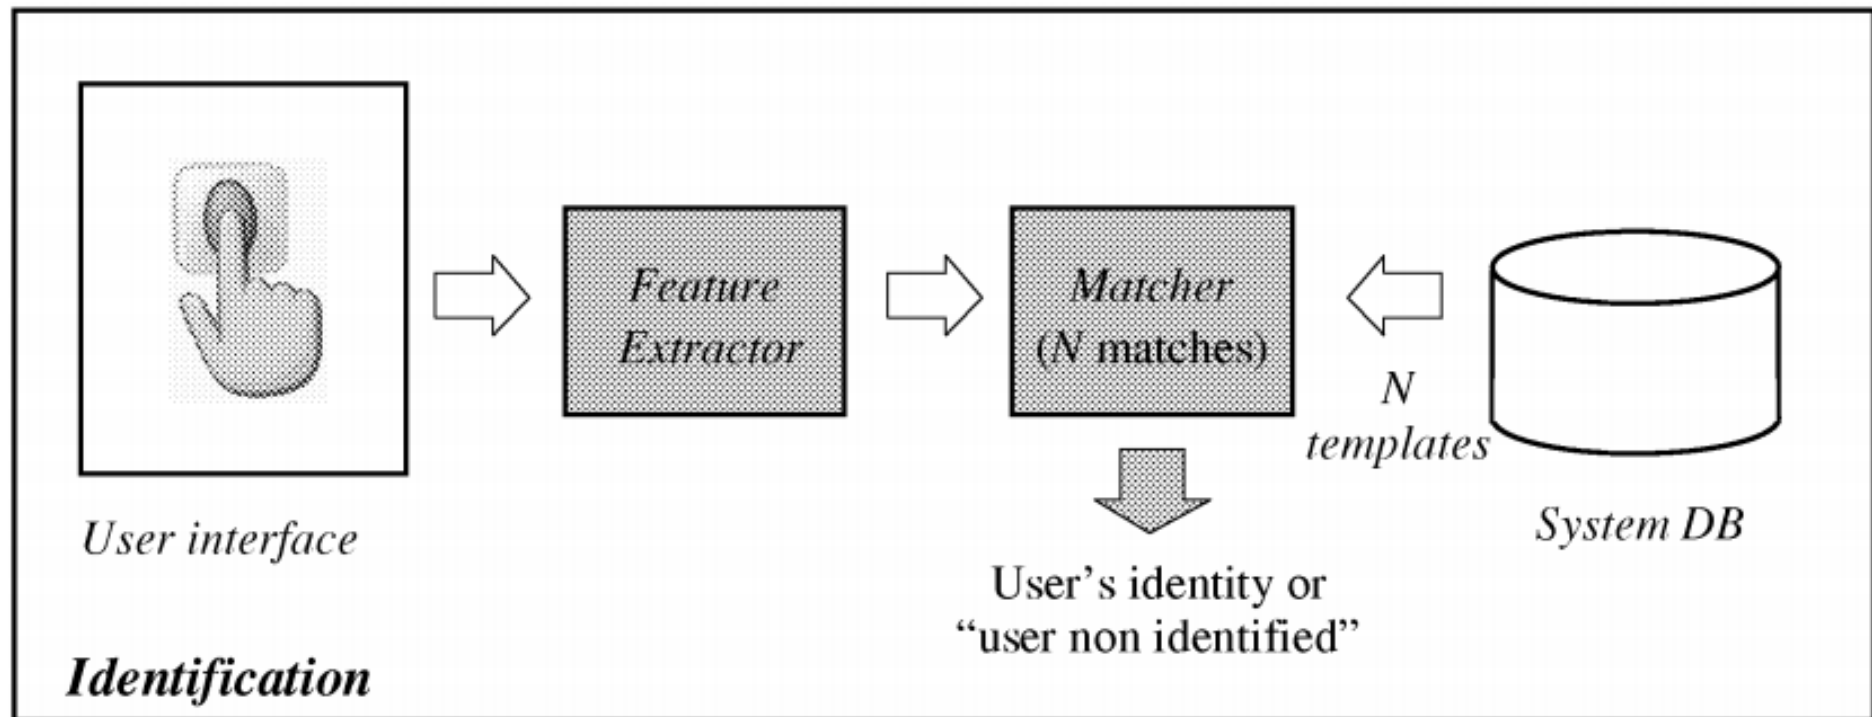 Feature
Extractor
Matcher
(N matches)
N
templates
User interface
System DB
User's identity or
“user non identified”
Identification